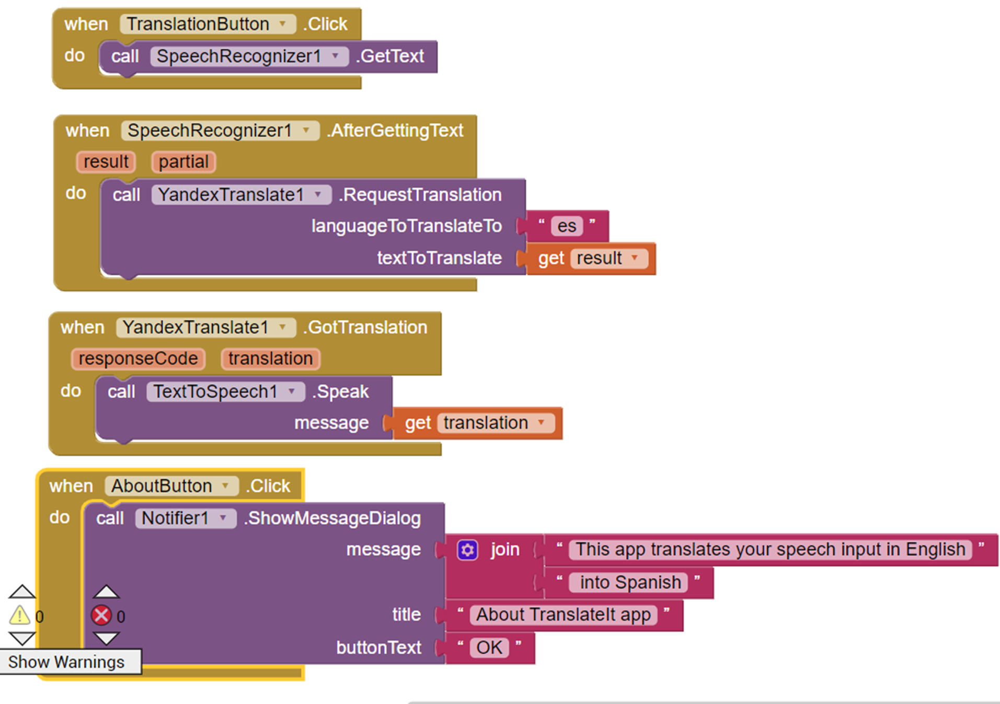 when TranslationButton .Click
do call SpeechRecognizer1 .GetText
when SpeechRecognizer1 .AfterGettingText
result partial
do call YandexTranslate1 .RequestTranslation
languageToTranslateTo “ es ”
textToTranslate get result
when YandexTranslate1 .GotTranslation
responseCode translation
do call TextToSpeech1 .Speak
message get translation
when AboutButton .Click
do call Notifier1 .ShowMessageDialog
message join “ This app translates your speech input in English ”
“ into Spanish ”
title “ About TranslateIt app ”
0 0
buttonText “ OK ”
Show Warnings